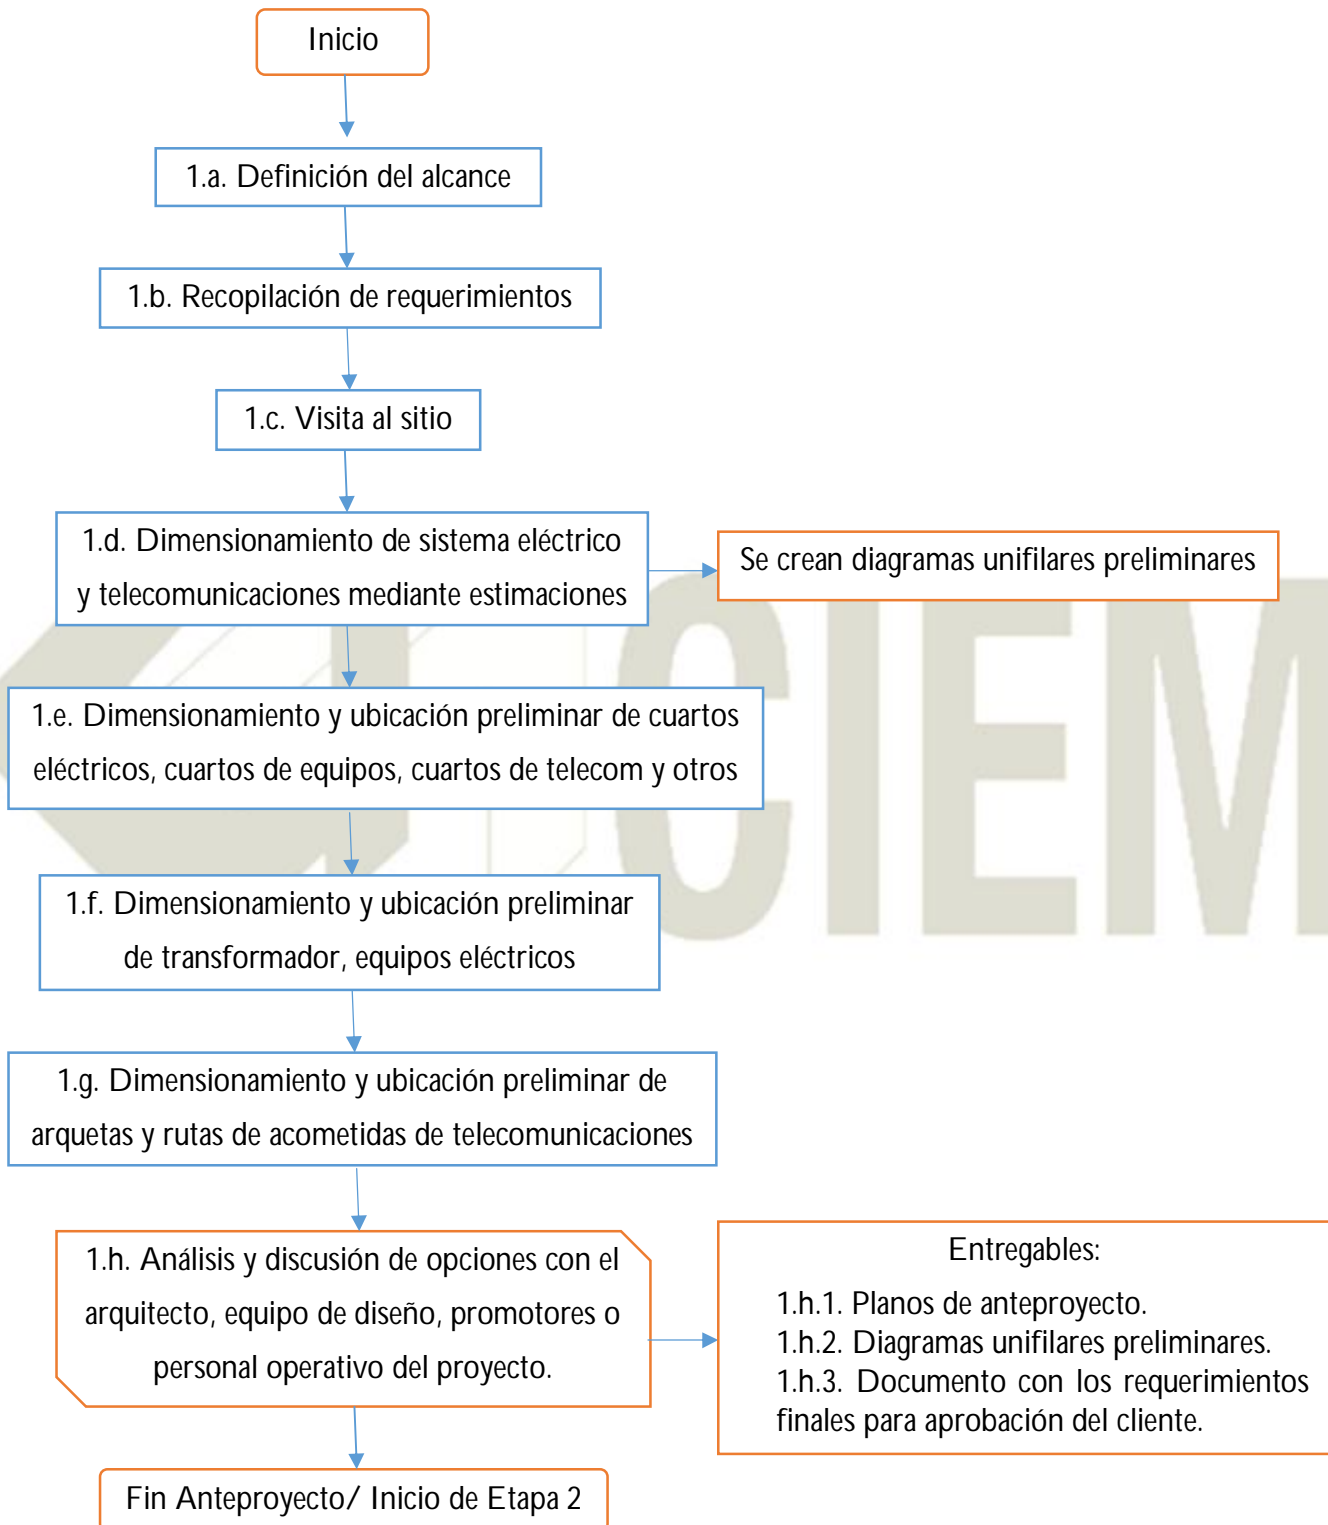 Inicio
1.a. Definición del alcance
1.b. Recopilación de requerimientos
1.c. Visita al sitio
1.d. Dimensionamiento de sistema eléctrico
y telecomunicaciones mediante estimaciones
Se crean diagramas unifilares preliminares
1.e. Dimensionamiento y ubicación preliminar de cuartos
eléctricos, cuartos de equipos, cuartos de telecom y otros
CIEM
1.f. Dimensionamiento y ubicación preliminar
de transformador, equipos eléctricos
1.g. Dimensionamiento y ubicación preliminar de
arquetas y rutas de acometidas de telecomunicaciones
1.h. Análisis y discusión de opciones con el
arquitecto, equipo de diseño, promotores o
personal operativo del proyecto.
Entregables:
1.h.1. Planos de anteproyecto.
1.h.2. Diagramas unifilares preliminares.
1.h.3. Documento con los requerimientos
finales para aprobación del cliente.
Fin Anteproyecto/ Inicio de Etapa 2